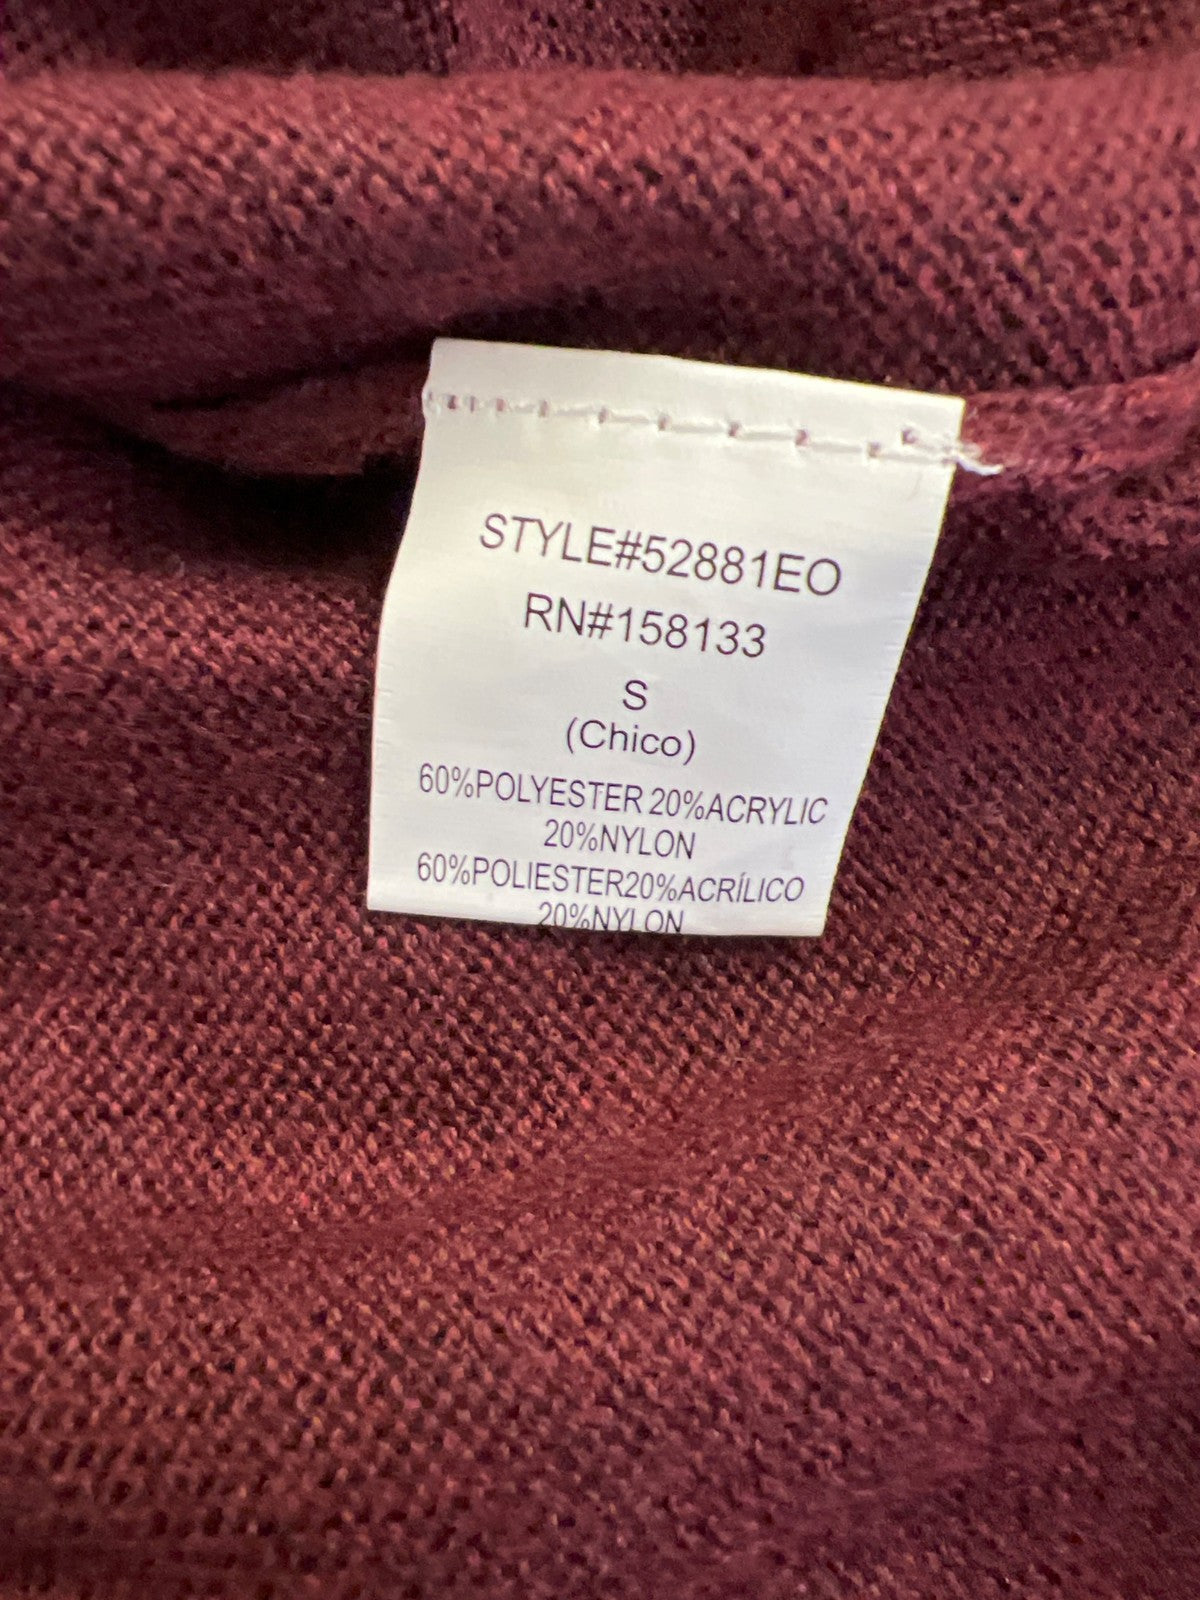 STYLE#52881EO
RN#158133
S
(Chico)
60%POLYESTER 20%ACRYLIC
20%NYLON
60%POLIESTER20%ACRÍLICO
20%NYLON